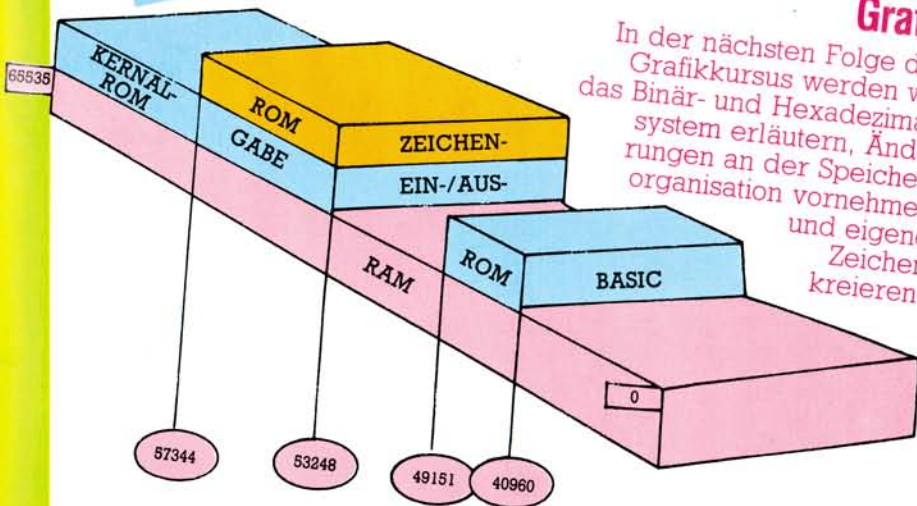 Graf
In der nächsten Folge d
Grafikkursus werden w
das Binär- und Hexadezima
system erläutern, Änd
rungen an der Speiche
organisation vornehme
und eigen
Zeichen
kreieren
65535
KERNAL-
ROM
ROM
GABE
ZEICHEN-
EIN-/AUS-
RAM
ROM
BASIC
0
57344
53248
49151
40960